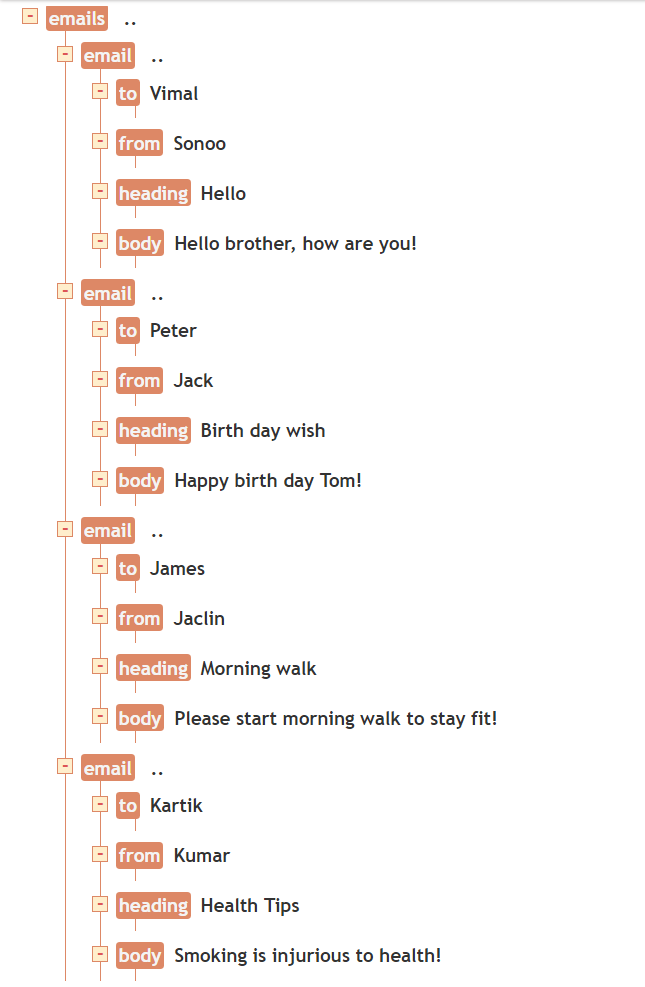 - emails ..
- email ..
- to Vimal
- from Sonoo
- heading Hello
- body Hello brother, how are you!
- email ..
- to Peter
- from Jack
- heading Birth day wish
- body Happy birth day Tom!
- email ..
- to James
- from Jaclin
- heading Morning walk
- body Please start morning walk to stay fit!
- email ..
- to Kartik
- from Kumar
- heading Health Tips
- body Smoking is injurious to health!